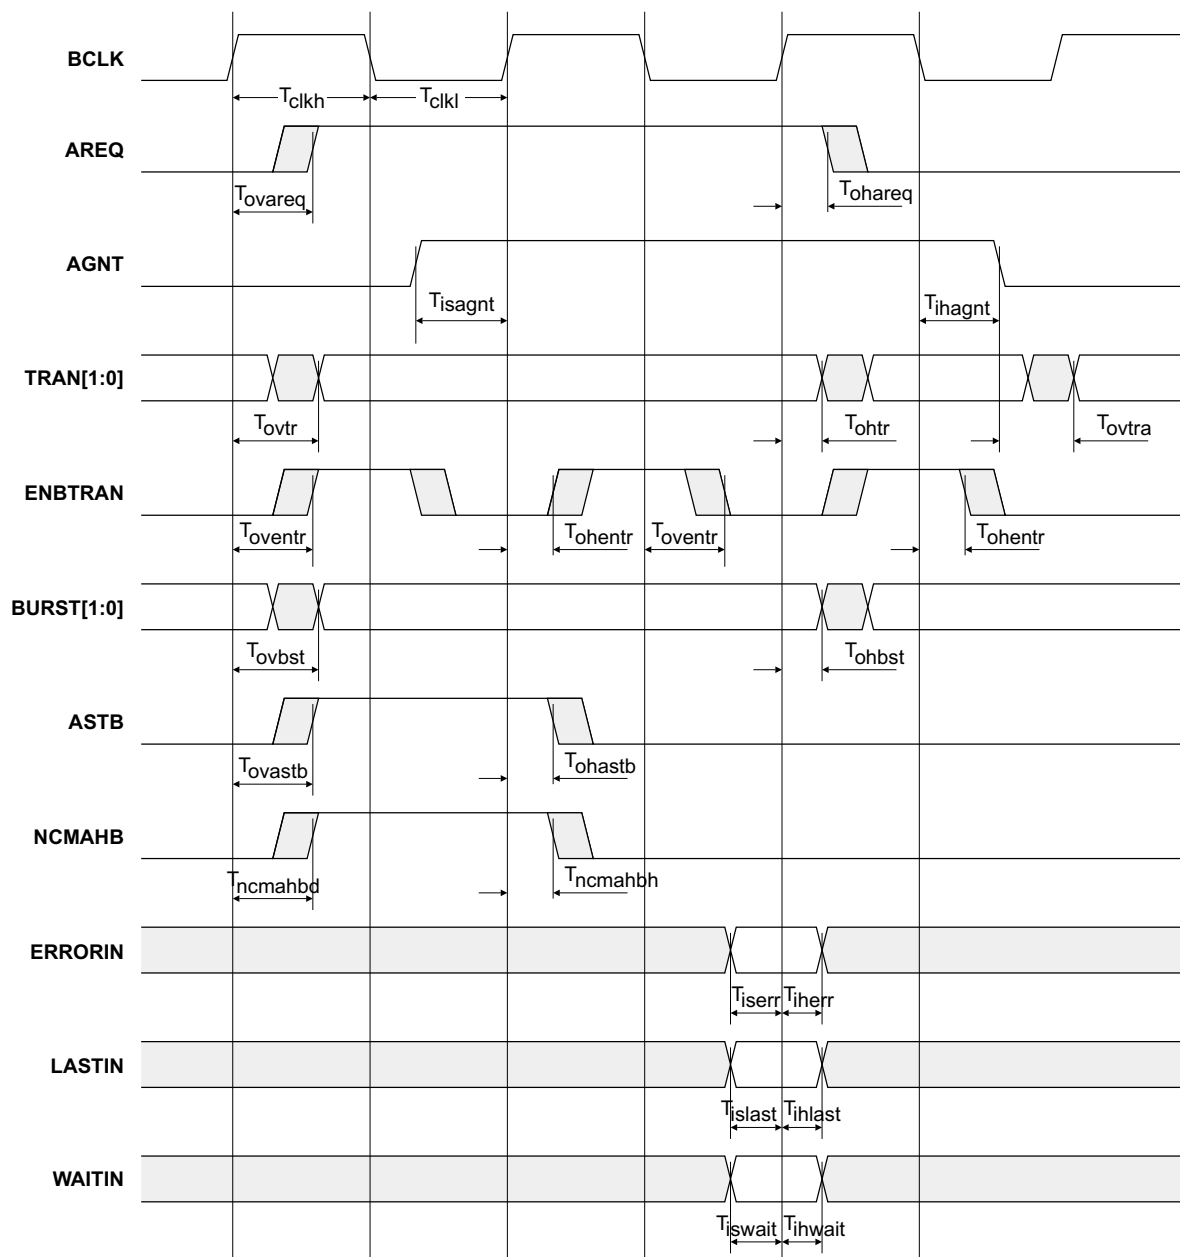 BCLK
Tclkh Tclkl
AREQ
Tovareq Tohareq
AGNT
Tisagnt Tihagnt
TRAN[1:0]
Tovtr Tohtr Tovtra
ENBTRAN
Toventr Tohentr Toventr Tohentr
BURST[1:0]
Tovbst Tohbst
ASTB
Tovastb Tohastb
NCMAHB
Tncmahbd Tncmahbh
ERRORIN
Tiserr Tiherr
LASTIN
Tislast Tihlast
WAITIN
Tiswait Tihwait